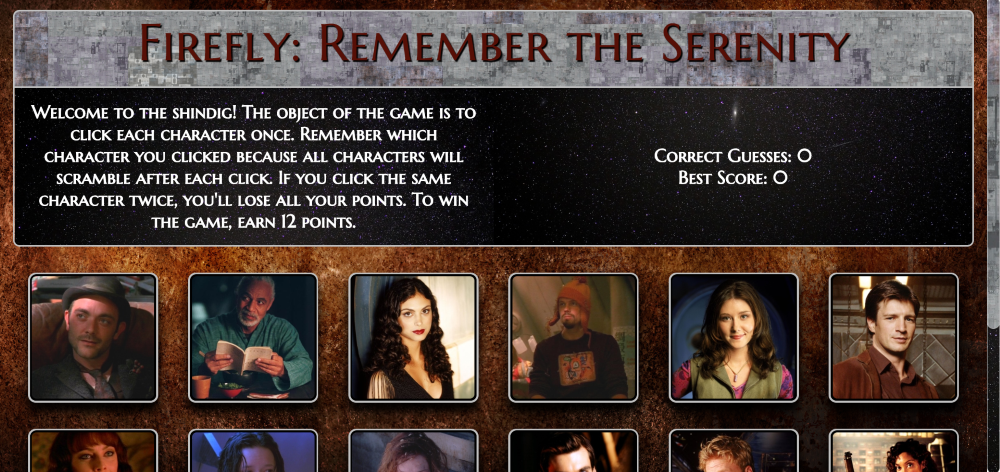 Firefly: Remember the Serenity
Welcome to the shindig! The object of the game is to
click each character once. Remember which
character you clicked because all characters will
scramble after each click. If you click the same
character twice, you'll lose all your points. To win
the game, earn 12 points.
Correct Guesses: 0
Best Score: 0